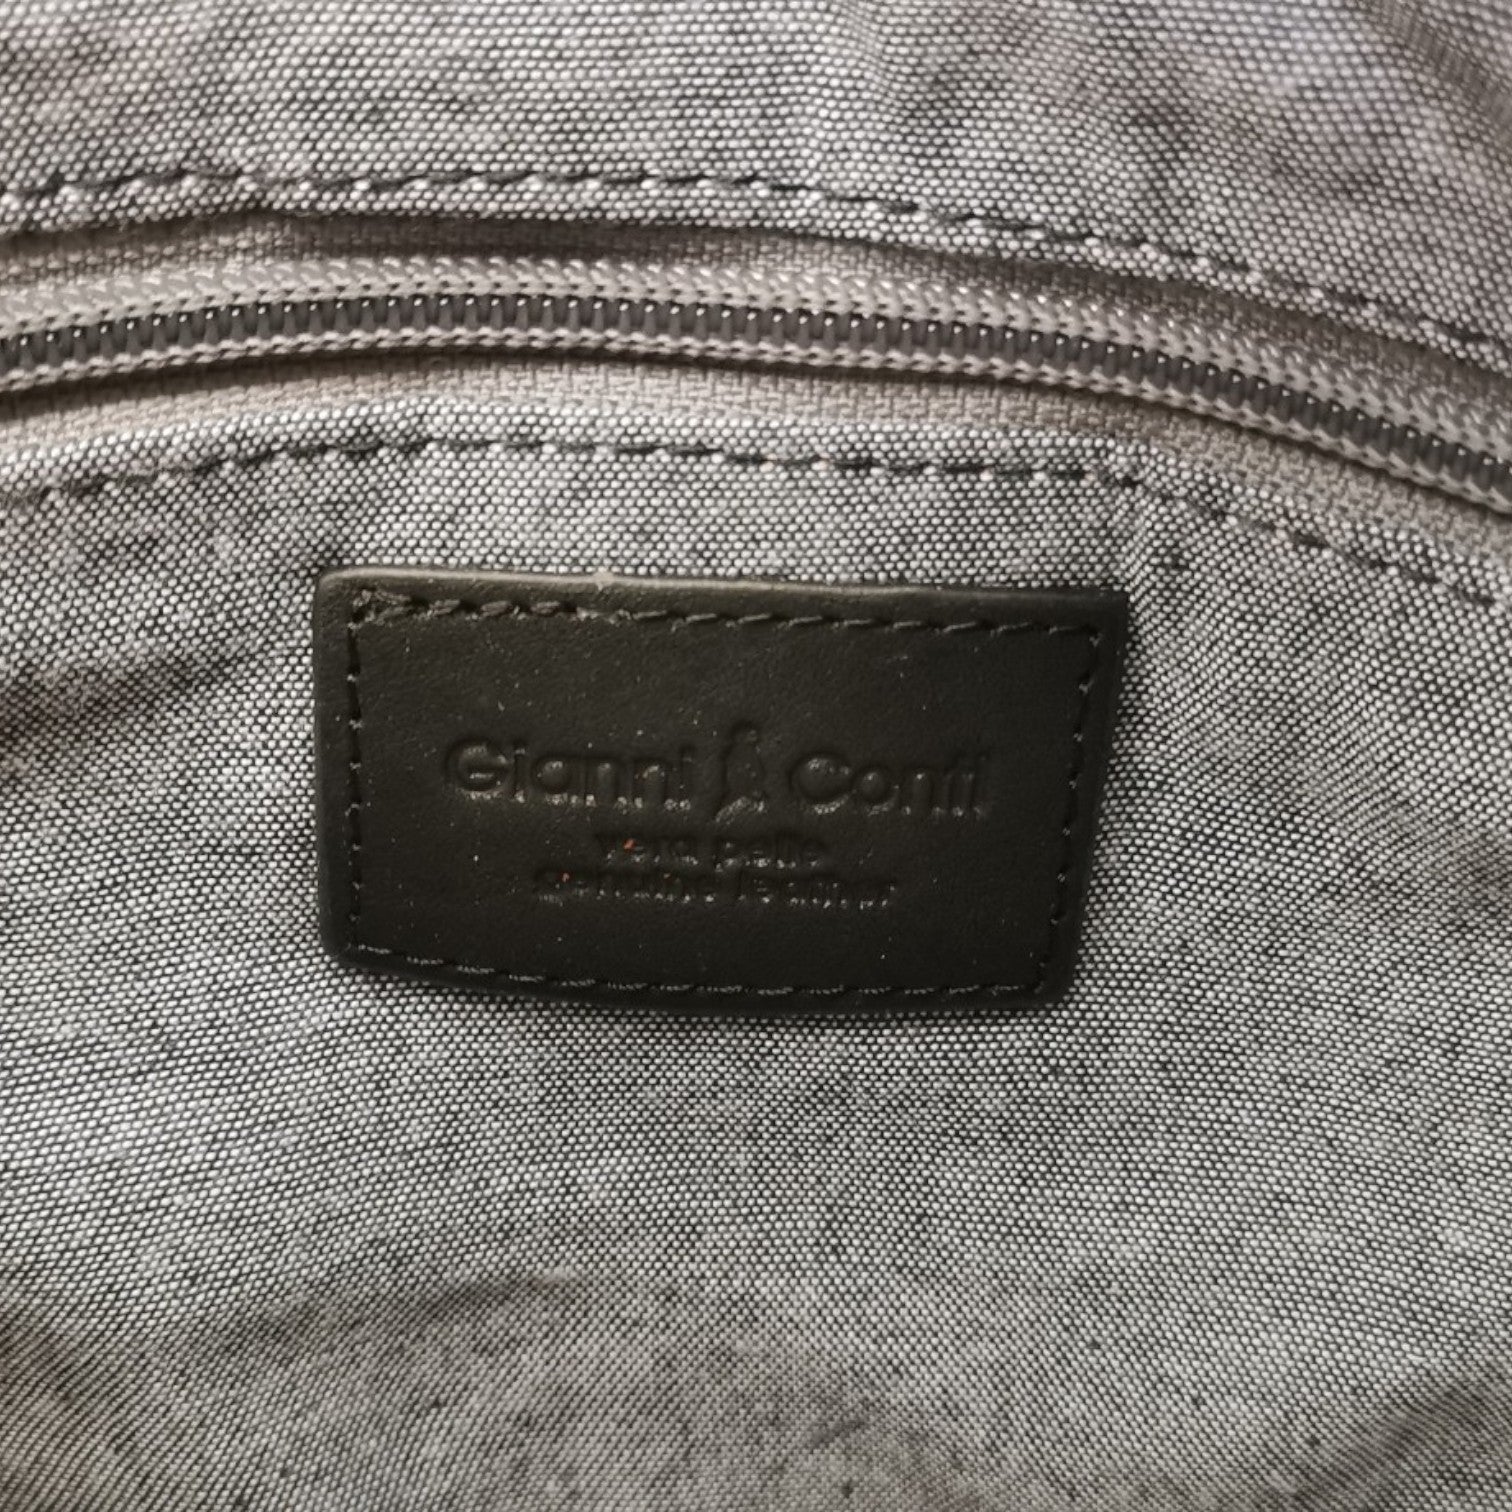 Gianni Conti
vera pelle
genuine leather